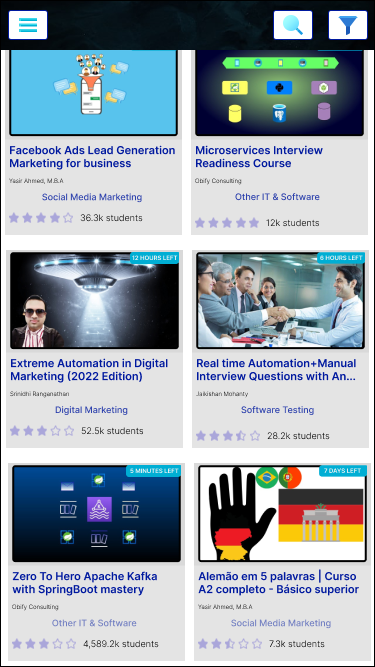 Facebook Ads Lead Generation
Marketing for business
Yasir Ahmed, M.B.A
Social Media Marketing
36.3k students
Microservices Interview
Readiness Course
Obify Consulting
Other IT & Software
12k students
12 HOURS LEFT
Extreme Automation in Digital
Marketing (2022 Edition)
Srinidhi Ranganathan
Digital Marketing
52.5k students
6 HOURS LEFT
Real time Automation+Manual
Interview Questions with An...
Jaikishan Mohanty
Software Testing
28.2k students
5 MINUTES LEFT
Zero To Hero Apache Kafka
with SpringBoot mastery
Obify Consulting
Other IT & Software
4,589.2k students
7 DAYS LEFT
Alemão em 5 palavras | Curso
A2 completo - Básico superior
Yasir Ahmed, M.B.A
Social Media Marketing
7.3k students